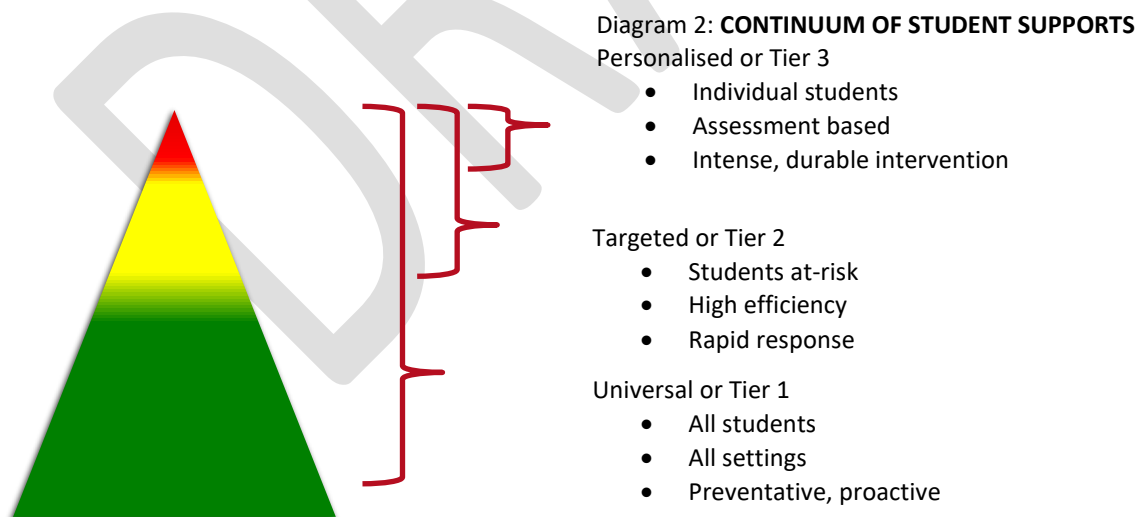 Diagram 2: CONTINUUM OF STUDENT SUPPORTS
Personalised or Tier 3
• Individual students
• Assessment based
• Intense, durable intervention
Targeted or Tier 2
• Students at-risk
• High efficiency
• Rapid response
Universal or Tier 1
• All students
• All settings
• Preventative, proactive